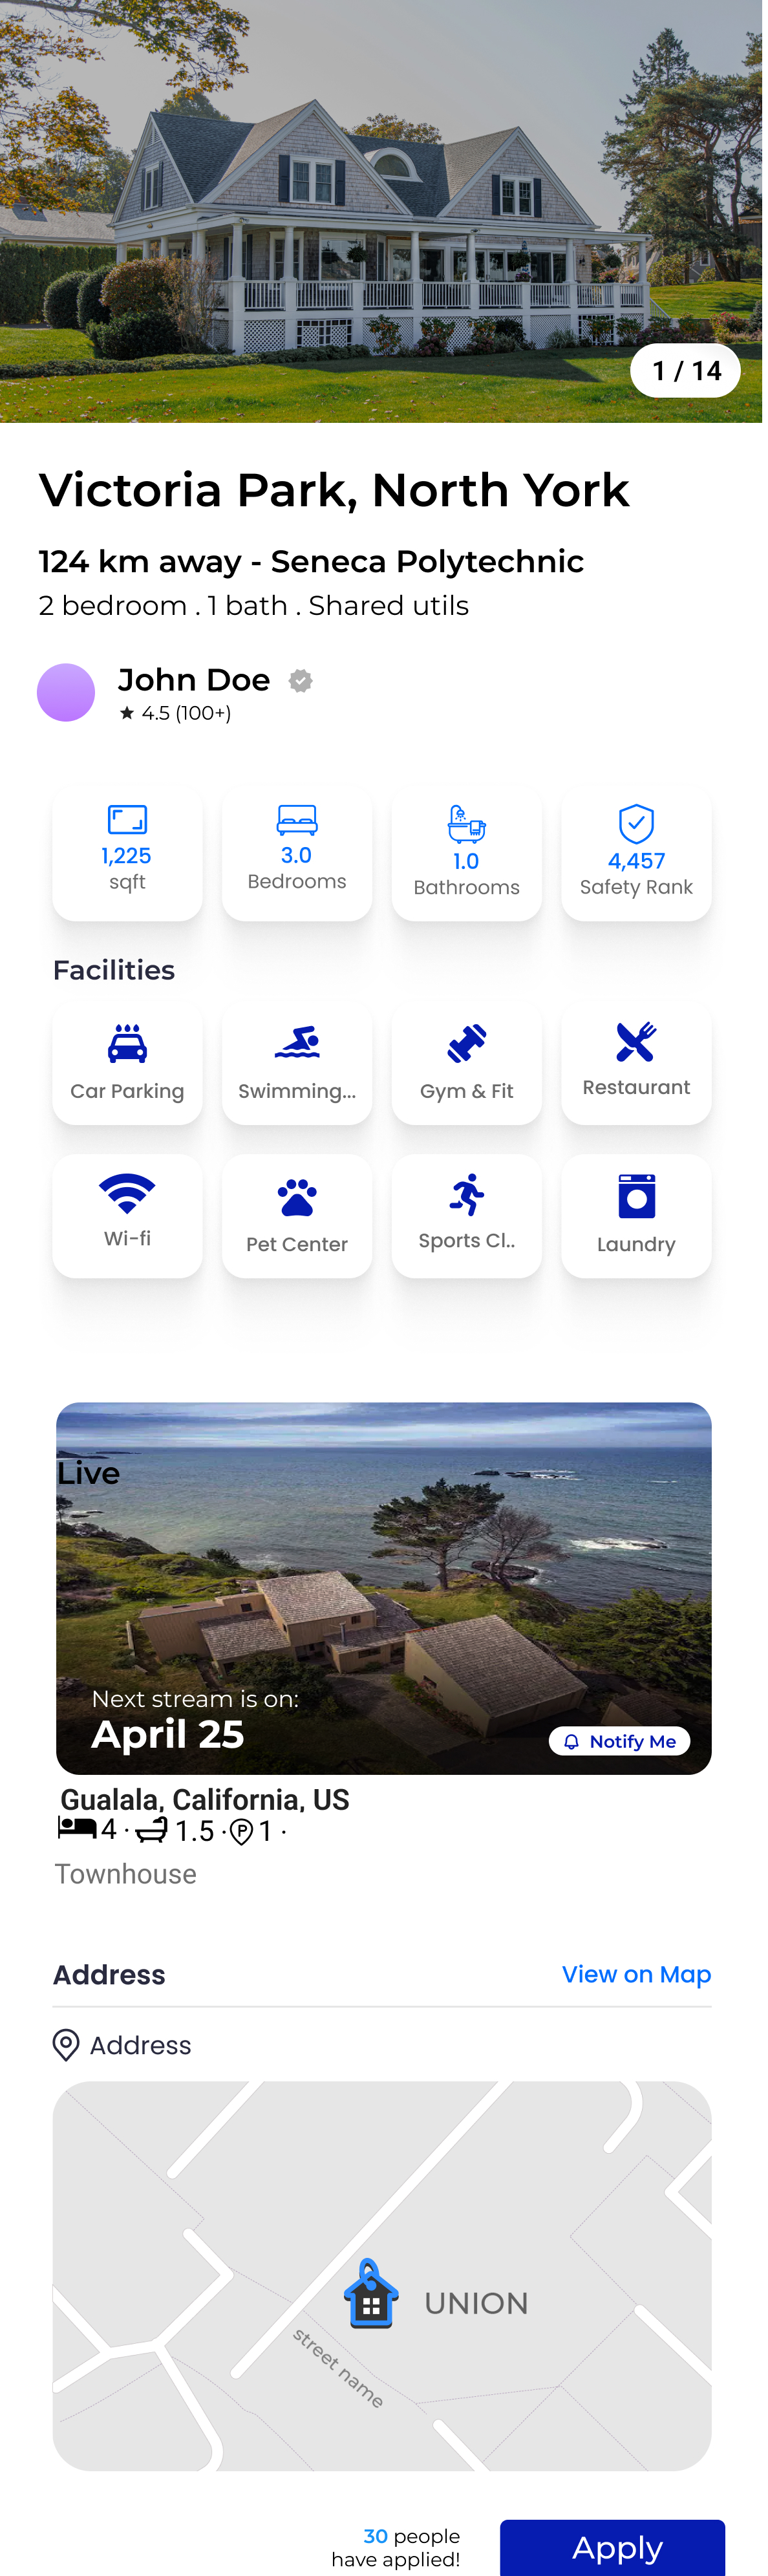 1 / 14
Victoria Park, North York
124 km away - Seneca Polytechnic
2 bedroom . 1 bath . Shared utils
John Doe
★ 4.5 (100+)
1,225
sqft
3.0
Bedrooms
1.0
Bathrooms
4,457
Safety Rank
Facilities
Car Parking
Swimming...
Gym & Fit
Restaurant
Wi-fi
Pet Center
Sports Cl..
Laundry
Live
Next stream is on:
April 25
Notify Me
Gualala, California, US
4 · 1.5 · P 1 ·
Townhouse
Address
View on Map
Address
UNION
street name
30 people
have applied!
Apply